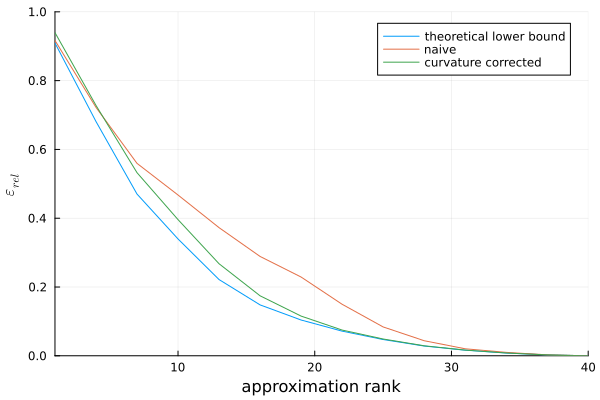 1.0
theoretical lower bound
naive
curvature corrected
0.8
0.6
εrel
0.4
0.2
0.0
10
20
30
40
approximation rank